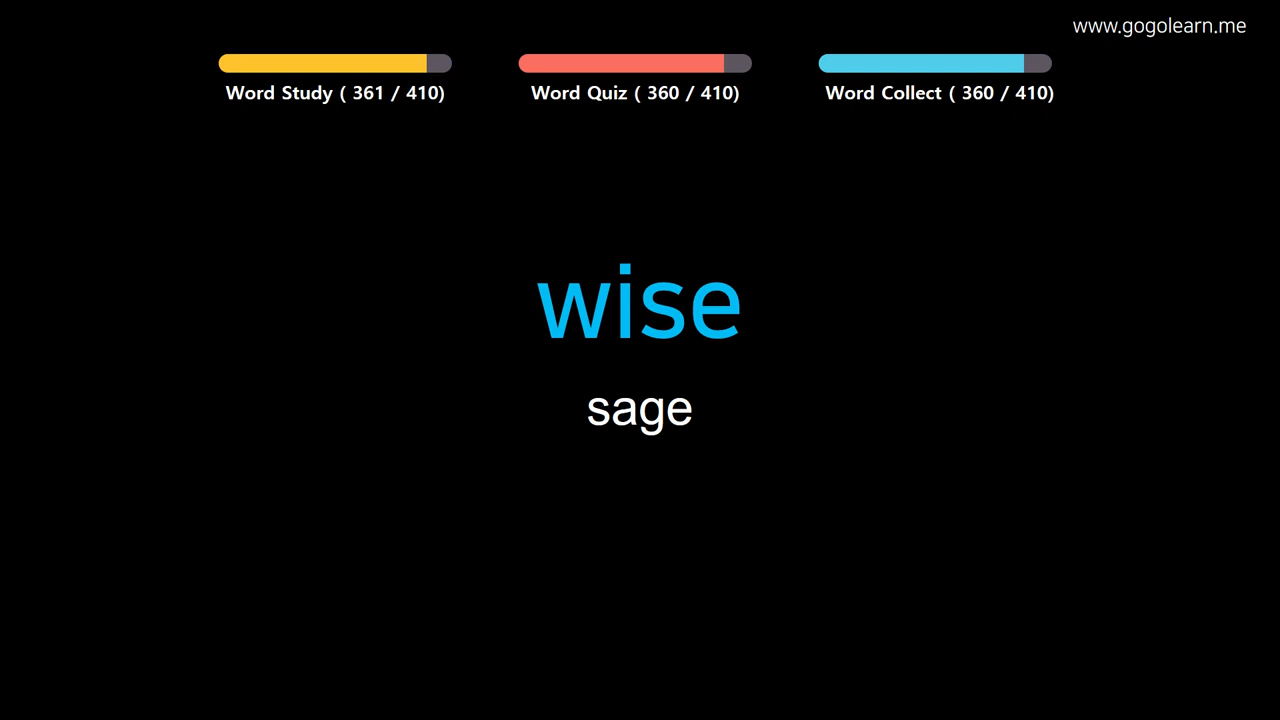 www.gogolearn.me
Word Study ( 361 / 410)
Word Quiz ( 360 / 410)
Word Collect ( 360 / 410)
wise
sage